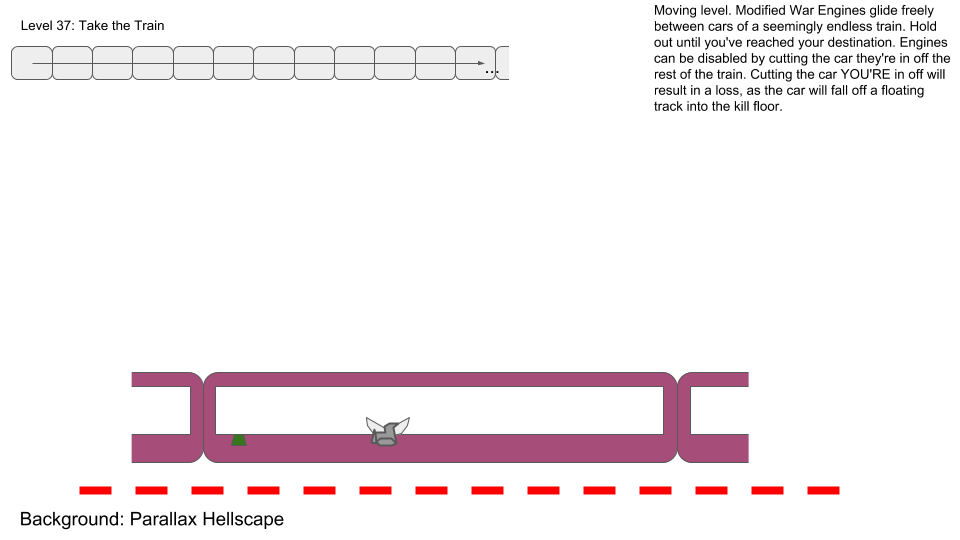 Level 37: Take the Train
...
Moving level. Modified War Engines glide freely
between cars of a seemingly endless train. Hold
out until you've reached your destination. Engines
can be disabled by cutting the car they're in off the
rest of the train. Cutting the car YOU'RE in off will
result in a loss, as the car will fall off a floating
track into the kill floor.
Background: Parallax Hellscape